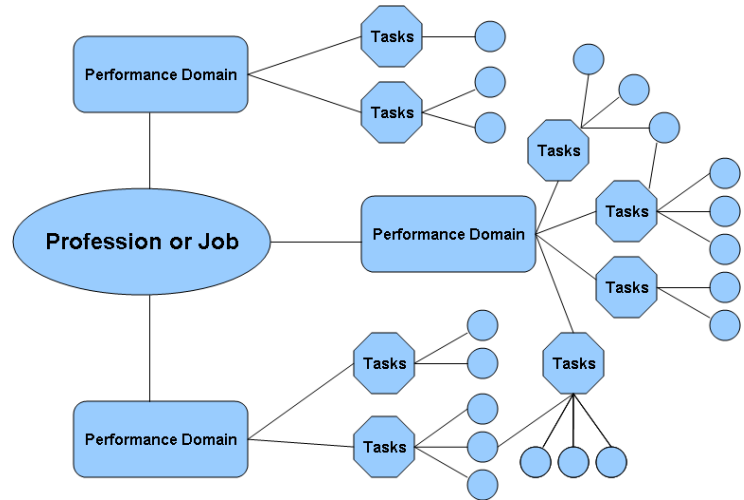 Tasks
Performance Domain
Tasks
Tasks
Tasks
Profession or Job
Performance Domain
Tasks
Tasks
Tasks
Performance Domain
Tasks